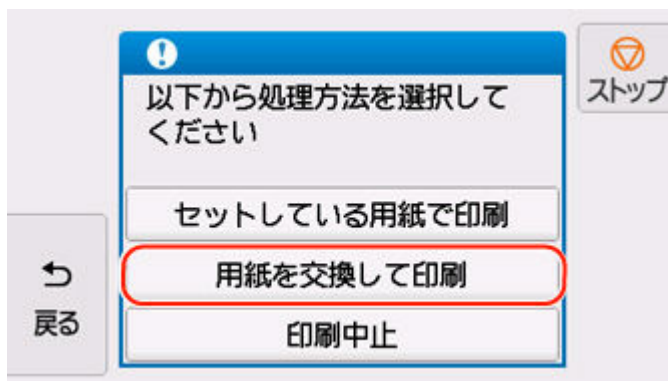 以下から処理方法を選択して
ください
ストップ
セットしている用紙で印刷
用紙を交換して印刷
印刷中止
戻る